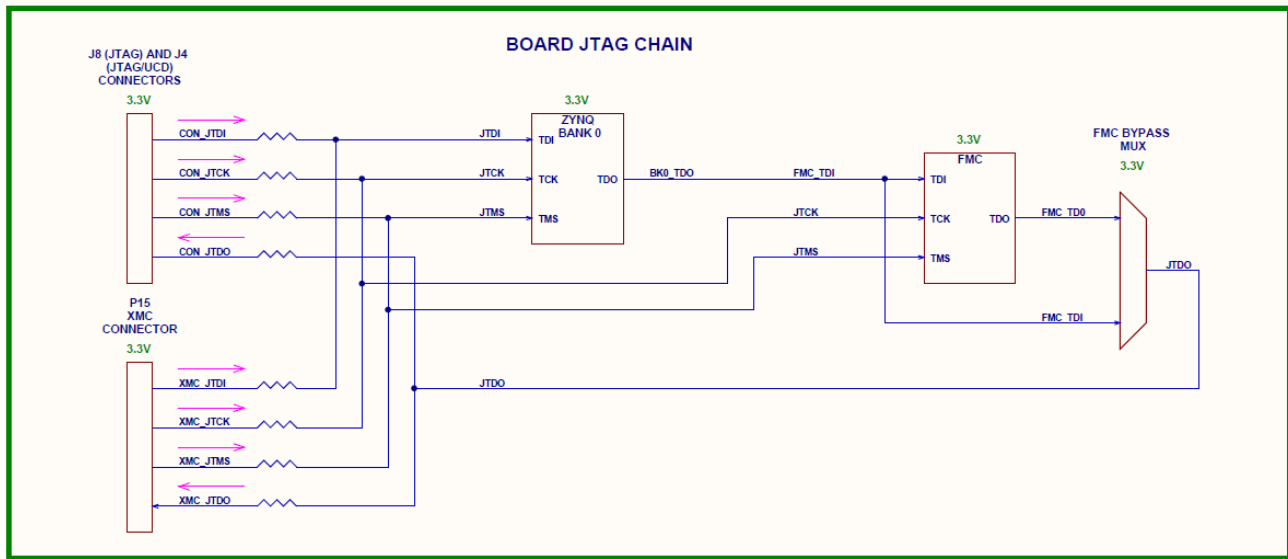 BOARD JTAG CHAIN
J8 (JTAG) AND J4
(JTAG/UCD)
CONNECTORS
3.3V
CON_JTDI
CON_JTCK
CON_JTMS
CON_JTDO
P15
XMC
CONNECTOR
3.3V
XMC_JTDI
XMC_JTCK
XMC_JTMS
XMC_JTDO
JTDI
JTCK
JTMS
3.3V
ZYNQ
BANK 0
TDI
TCK
TMS
TDO
BK0_TDO
FMC_TDI
JTCK
JTMS
JTDO
3.3V
FMC
TDI
TCK
TMS
TDO
FMC_TD0
FMC_TDI
FMC BYPASS
MUX
3.3V
JTDO